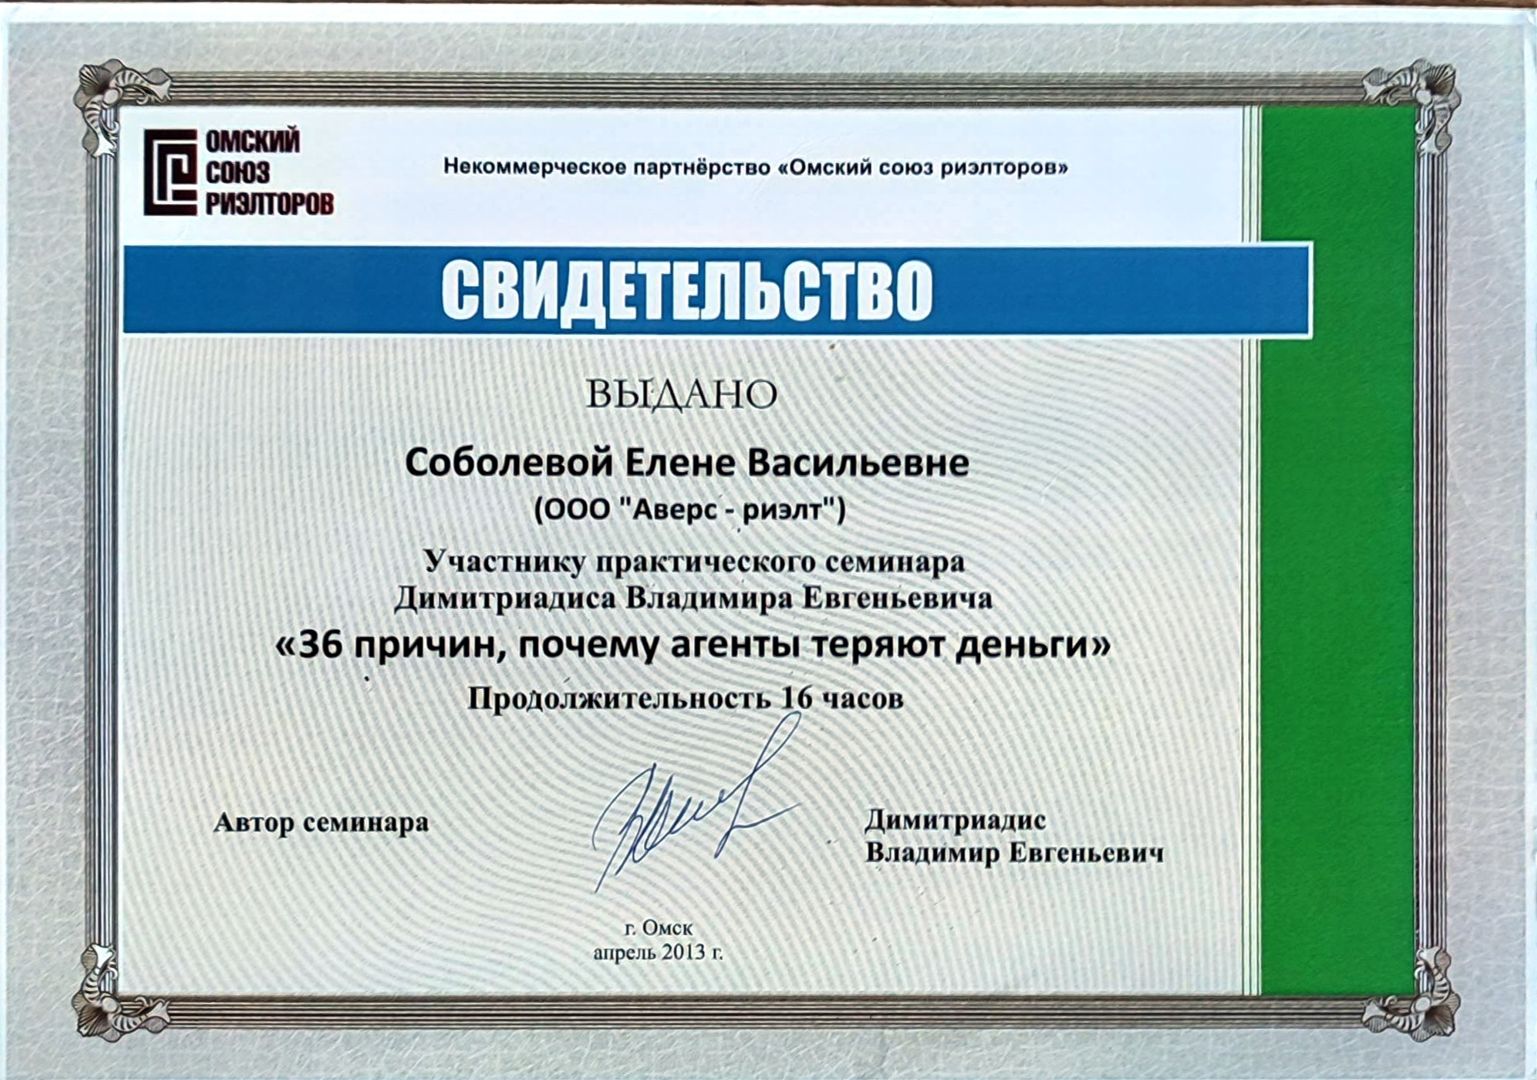 ОМСКИЙ
СОЮЗ
РИЭЛТОРОВ
Некоммерческое партнёрство «Омский союз риэлторов»
СВИДЕТЕЛЬСТВО
ВЫДАНО
Соболевой Елене Васильевне
(ООО "Аверс - риэлт")
Участнику практического семинара
Димитриадиса Владимира Евгеньевича
«36 причин, почему агенты теряют деньги»
Продолжительность 16 часов
Автор семинара
Димитриадис
Владимир Евгеньевич
г. Омск
апрель 2013 г.